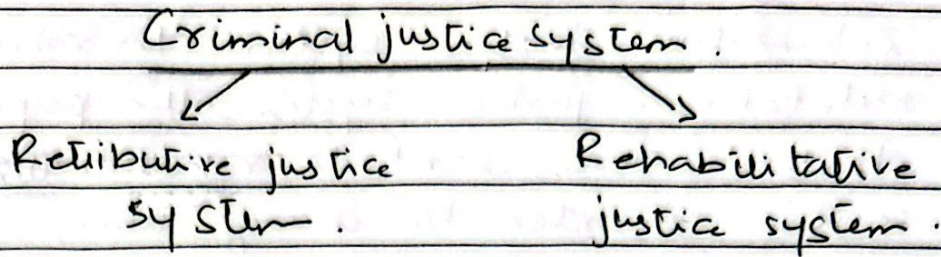 Criminal justice system.
Retributive justice system.
Rehabilitative justice system.